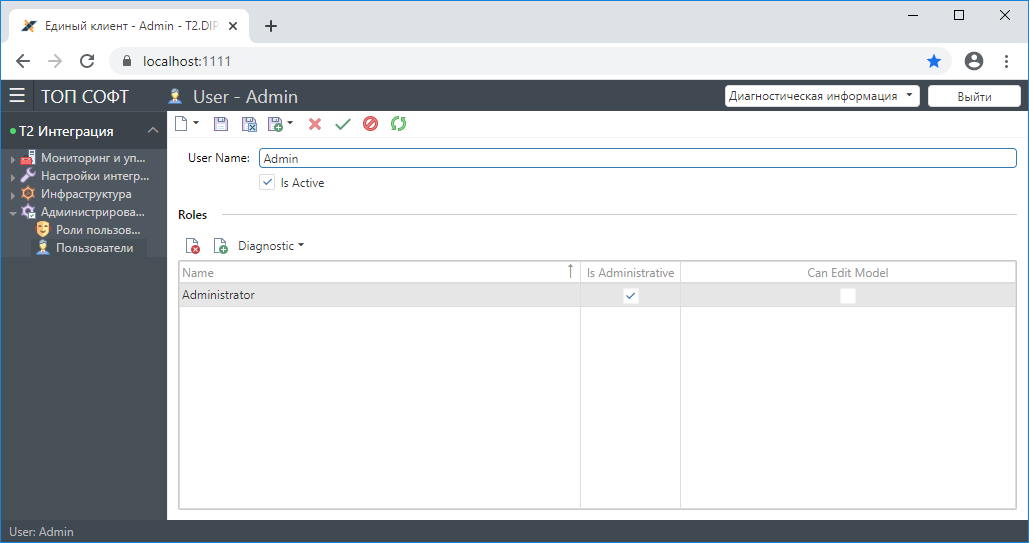 Единый клиент - Admin - T2.DIP
localhost:1111
ТОП СОФТ
User - Admin
Диагностическая информация
Выйти
Т2 Интеграция
Мониторинг и уп...
Настройки интегр...
Инфраструктура
Администрирова...
Роли пользов...
Пользователи
User Name:
Admin
Is Active
Roles
Diagnostic
Name
Is Administrative
Can Edit Model
Administrator
User: Admin